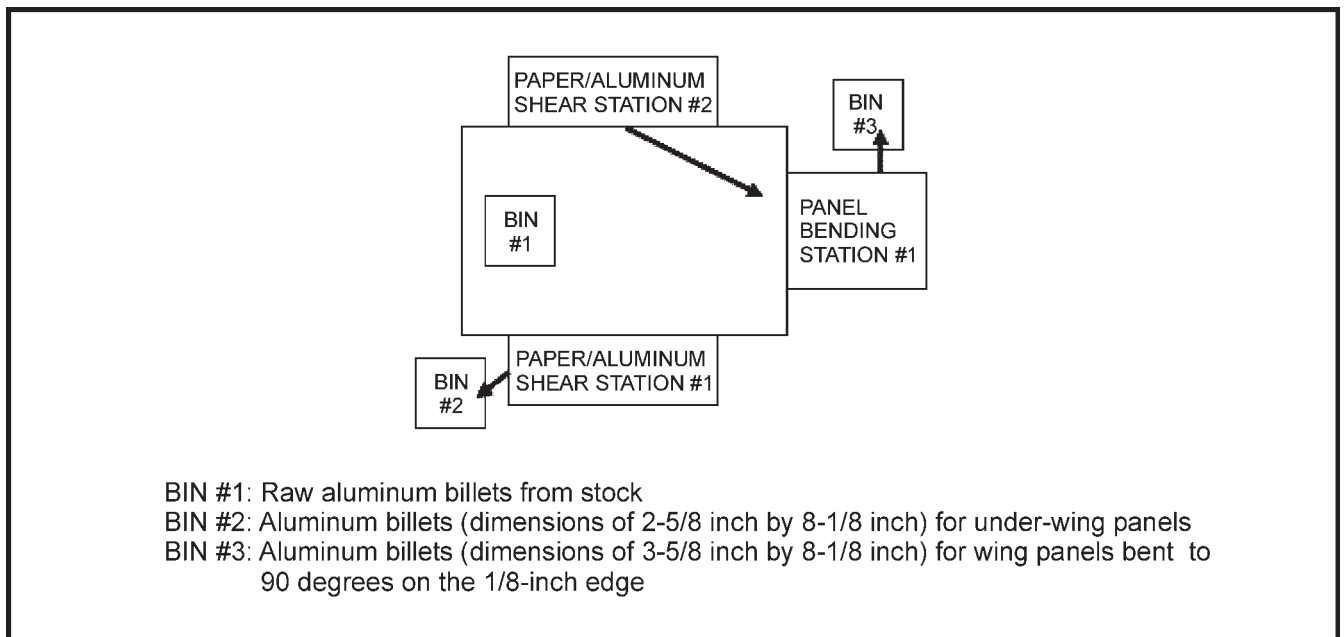 PAPER/ALUMINUM
SHEAR STATION #2
BIN
#3
BIN
#1
PANEL
BENDING
STATION #1
PAPER/ALUMINUM
SHEAR STATION #1
BIN
#2
BIN #1: Raw aluminum billets from stock
BIN #2: Aluminum billets (dimensions of 2-5/8 inch by 8-1/8 inch) for under-wing panels
BIN #3: Aluminum billets (dimensions of 3-5/8 inch by 8-1/8 inch) for wing panels bent to
90 degrees on the 1/8-inch edge